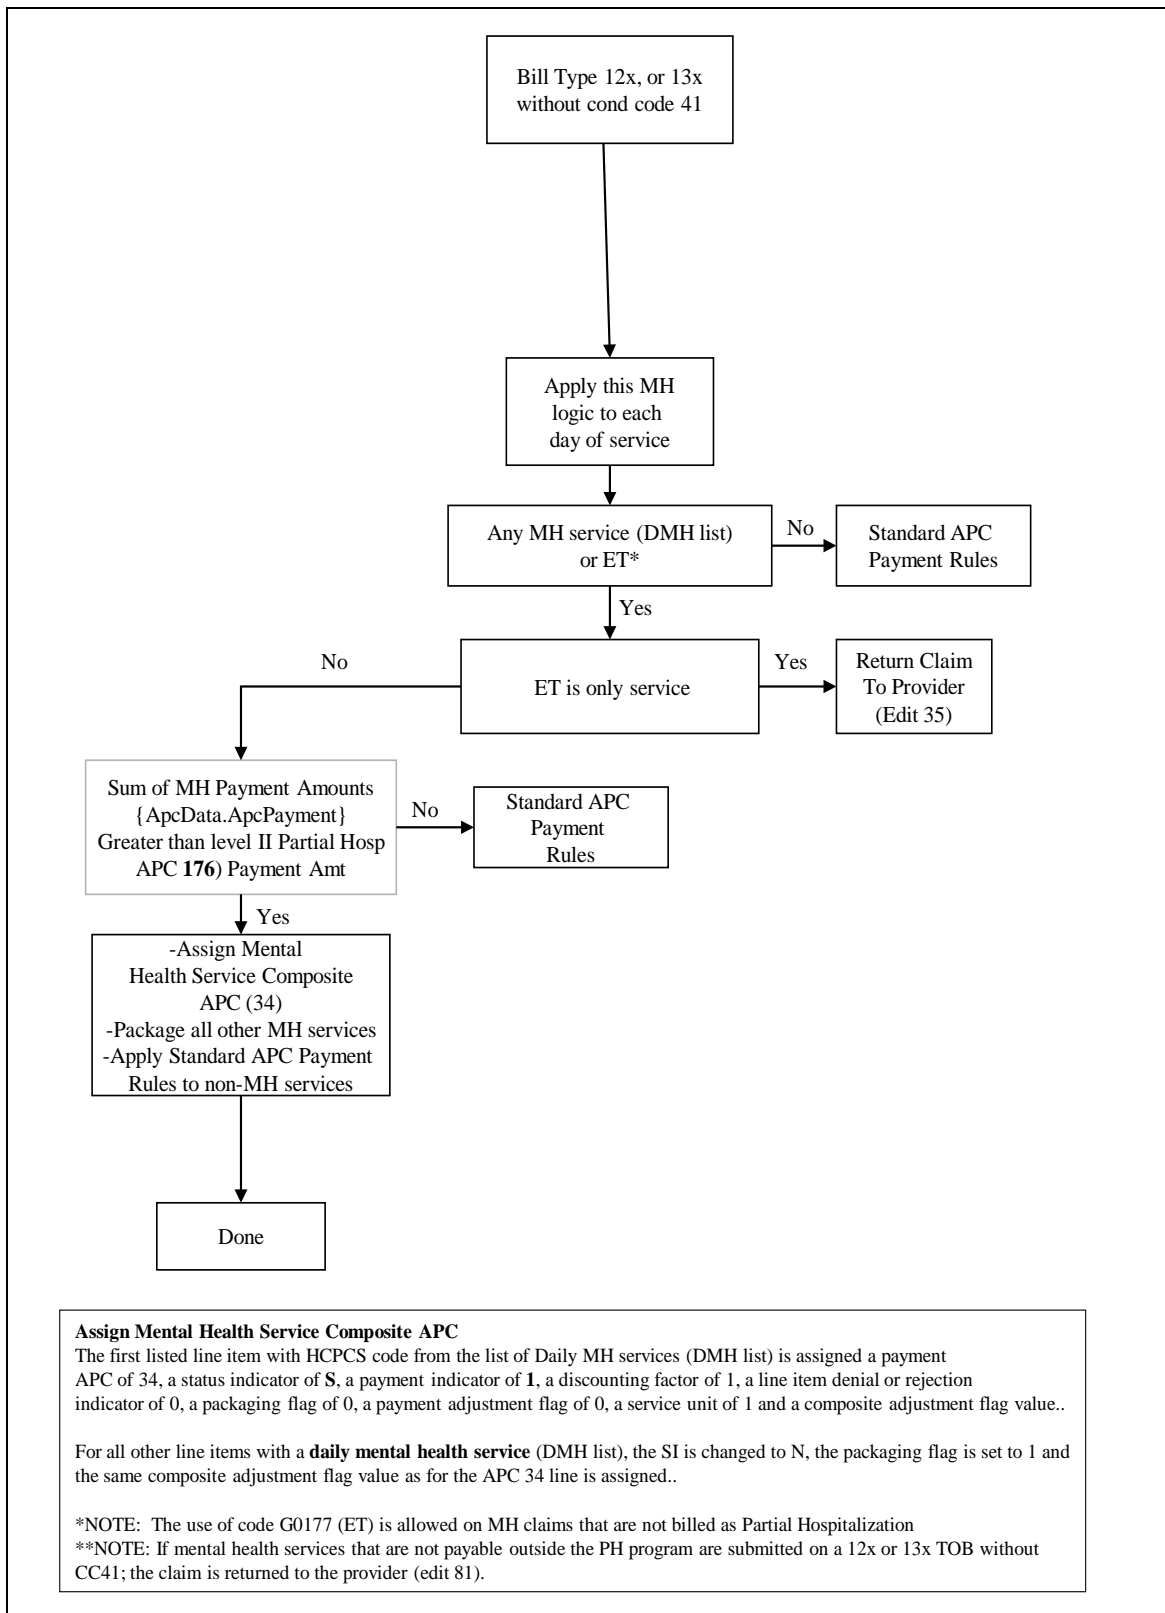 Bill Type 12x, or 13x
without cond code 41
Apply this MH
logic to each
day of service
Any MH service (DMH list)
or ET*
No
Standard APC
Payment Rules
Yes
No
ET is only service
Yes
Return Claim
To Provider
(Edit 35)
Sum of MH Payment Amounts
{ApcData.ApcPayment}
Greater than level II Partial Hosp
APC 176) Payment Amt
No
Standard APC
Payment
Rules
Yes
-Assign Mental
Health Service Composite
APC (34)
-Package all other MH services
-Apply Standard APC Payment
Rules to non-MH services
Done
Assign Mental Health Service Composite APC
The first listed line item with HCPCS code from the list of Daily MH services (DMH list) is assigned a payment
APC of 34, a status indicator of S, a payment indicator of 1, a discounting factor of 1, a line item denial or rejection
indicator of 0, a packaging flag of 0, a payment adjustment flag of 0, a service unit of 1 and a composite adjustment flag value..
For all other line items with a daily mental health service (DMH list), the SI is changed to N, the packaging flag is set to 1 and
the same composite adjustment flag value as for the APC 34 line is assigned..
*NOTE: The use of code G0177 (ET) is allowed on MH claims that are not billed as Partial Hospitalization
**NOTE: If mental health services that are not payable outside the PH program are submitted on a 12x or 13x TOB without
CC41; the claim is returned to the provider (edit 81).